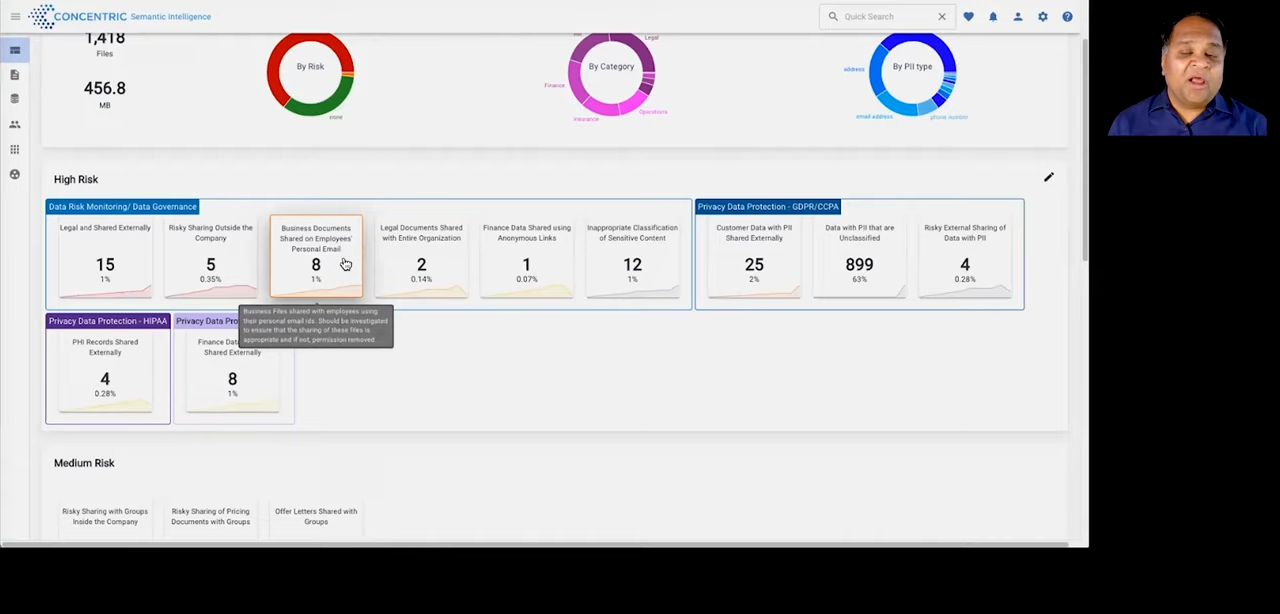 CONCENTRIC Semantic Intelligence
Quick Search
1,418
Files
456.8
MB
By Risk
none
By Category
Legal
Finance
Insurance
Operations
By PII type
address
email address
phone number
High Risk
Data Risk Monitoring/ Data Governance
Legal and Shared Externally
15
1%
Risky Sharing Outside the
Company
5
0.35%
Business Documents
Shared on Employees'
Personal Email
8
1%
Legal Documents Shared
with Entire Organization
2
0.14%
Finance Data Shared using
Anonymous Links
1
0.07%
Inappropriate Classification
of Sensitive Content
12
1%
Privacy Data Protection - GDPR/CCPA
Customer Data with PII
Shared Externally
25
2%
Data with PII that are
Unclassified
899
63%
Risky External Sharing of
Data with PII
4
0.28%
Business Files shared with employees using
their personal email ids. Should be investigated
to ensure that the sharing of these files is
appropriate and if not, permission removed
Privacy Data Protection - HIPAA
PHI Records Shared
Externally
4
0.28%
Privacy Data Pro
Finance Da
Shared Externally
8
1%
Medium Risk
Risky Sharing with Groups
Inside the Company
Risky Sharing of Pricing
Documents with Groups
Offer Letters Shared with
Groups